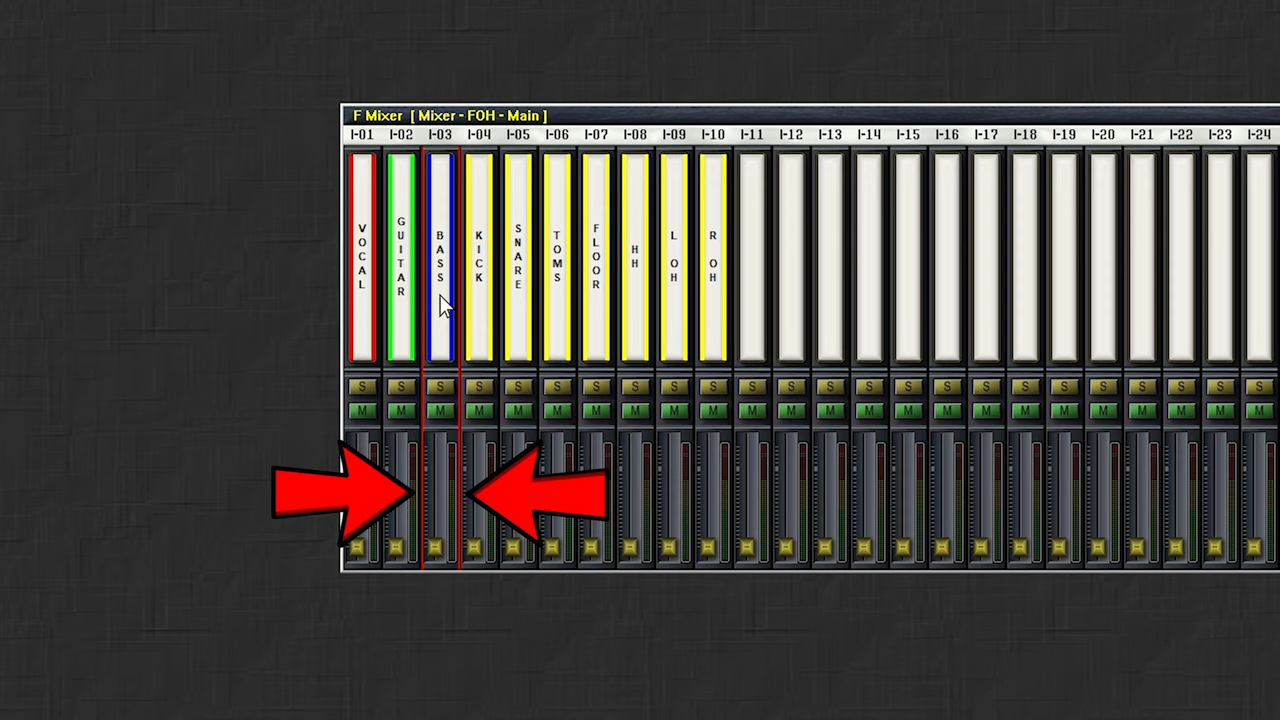 F Mixer [ Mixer - FOH - Main ]
I-01 I-02 I-03 I-04 I-05 I-06 I-07 I-08 I-09 I-10 I-11 I-12 I-13 I-14 I-15 I-16 I-17 I-18 I-19 I-20 I-21 I-22 I-23 I-24
VOCAL GUITAR BASS KICK SNARE TOMS FLOOR HH L OH R OH
S S S S S S S S S S S S S S S S S S S S S S S S
M M M M M M M M M M M M M M M M M M M M M M M M